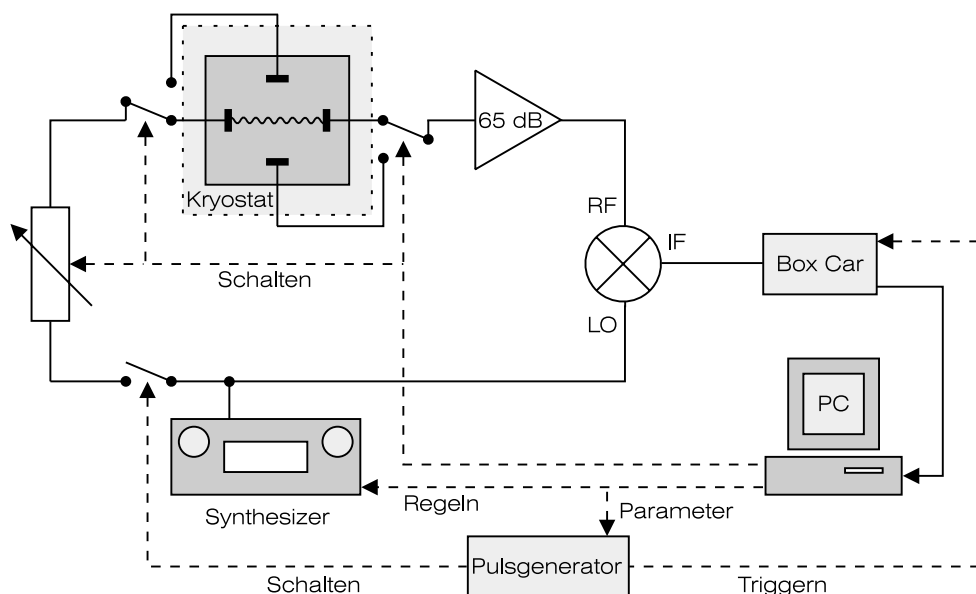 65 dB
Kryostat
RF
IF
Box Car
Schalten
LO
PC
Synthesizer
Regeln
Parameter
Pulsgenerator
Schalten
Triggern